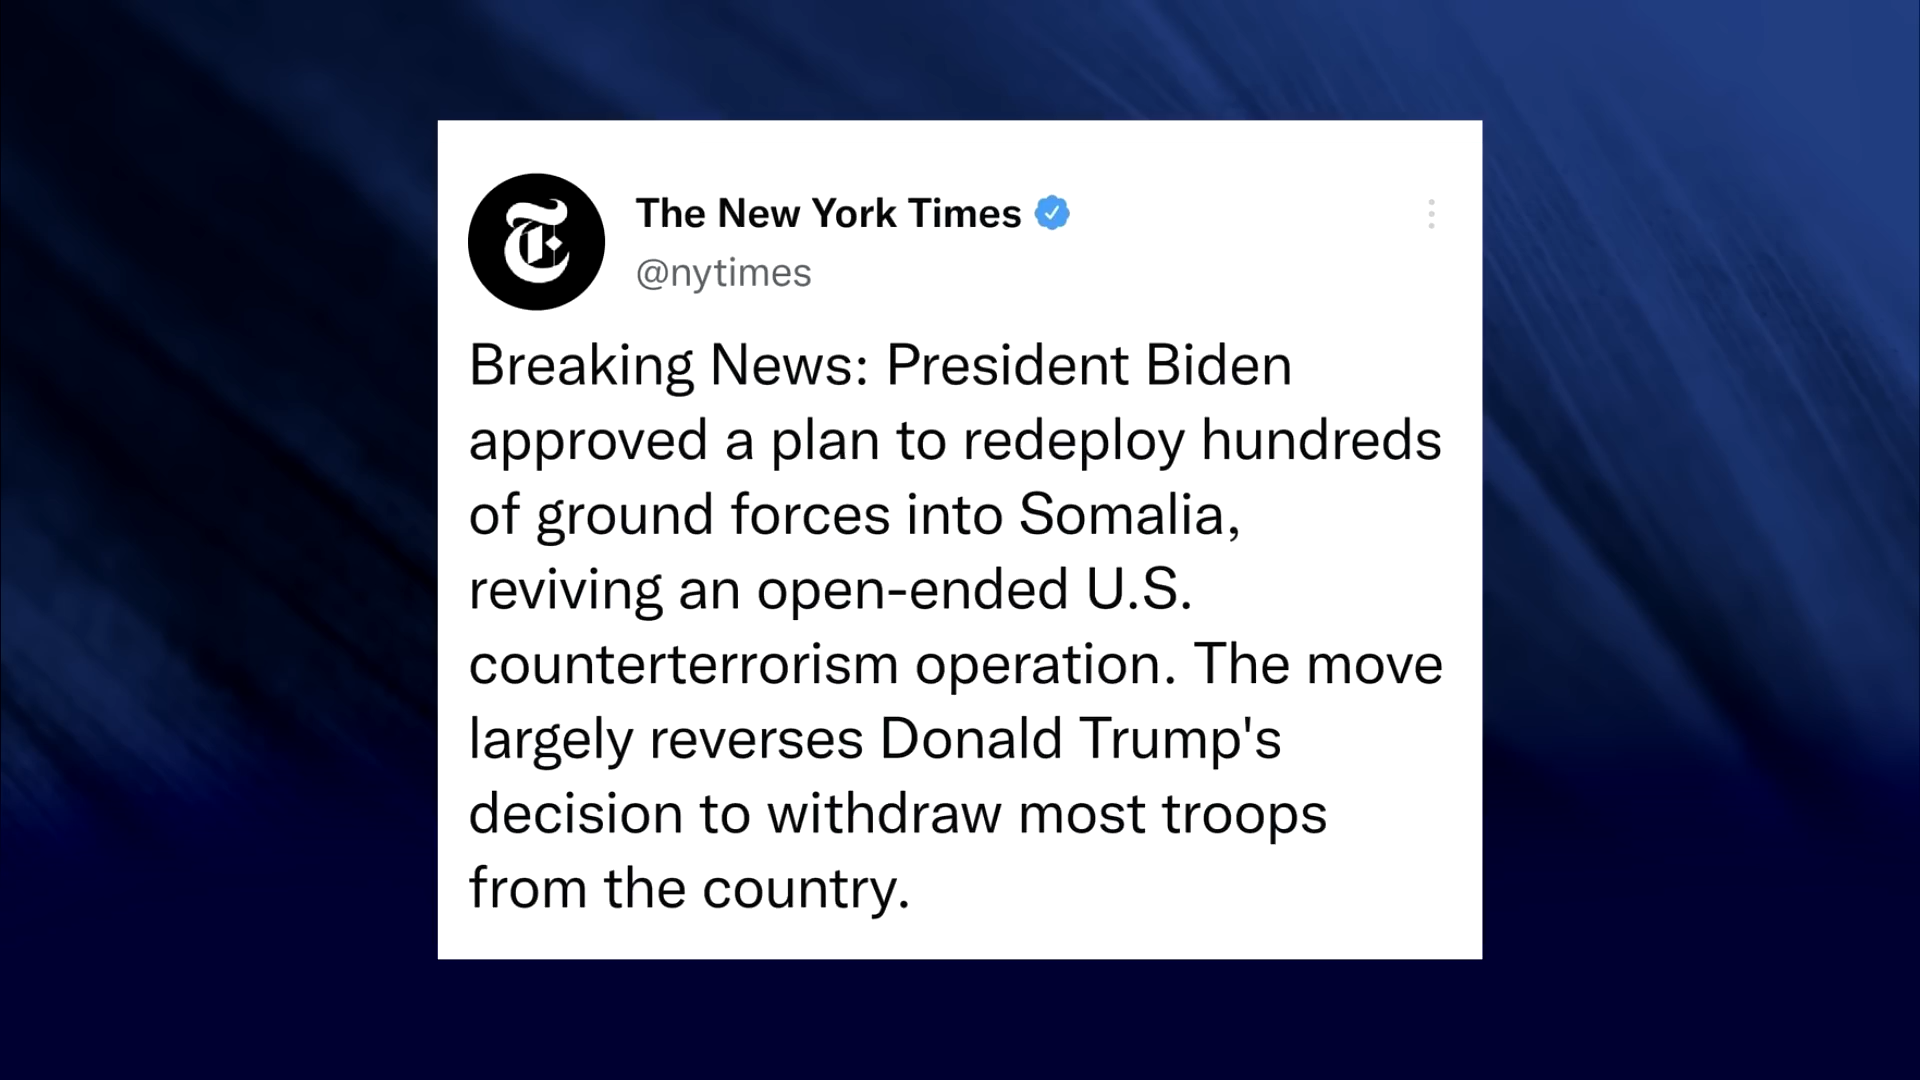 The New York Times
@nytimes
Breaking News: President Biden
approved a plan to redeploy hundreds
of ground forces into Somalia,
reviving an open-ended U.S.
counterterrorism operation. The move
largely reverses Donald Trump's
decision to withdraw most troops
from the country.